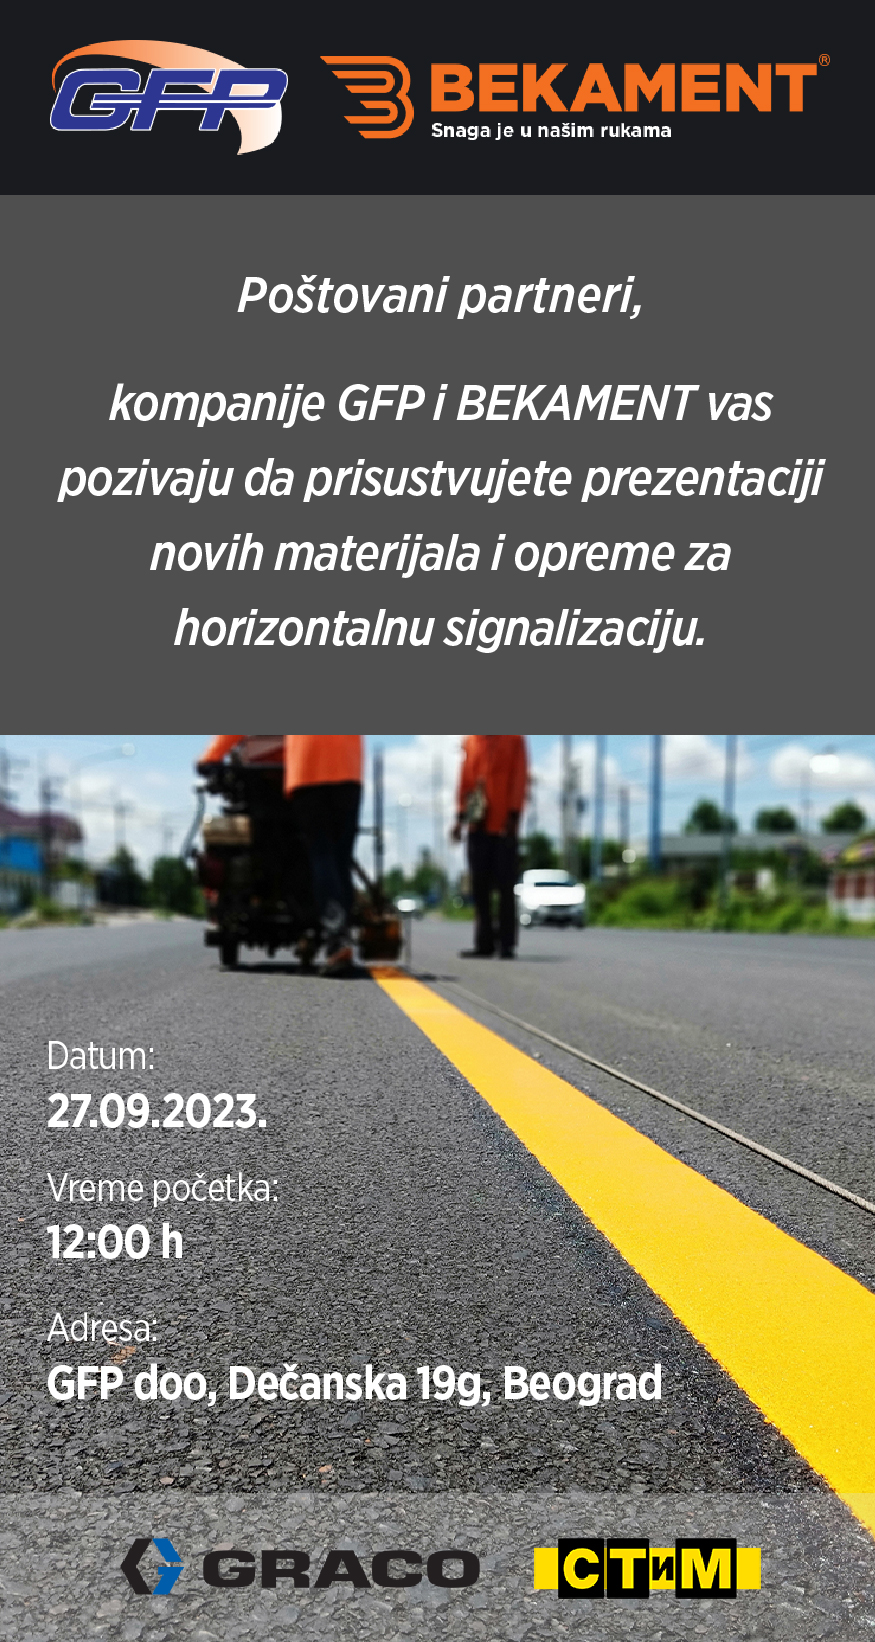 GFP
BEKAMENT®
Snaga je u našim rukama
Poštovani partneri,
kompanije GFP i BEKAMENT vas
pozivaju da prisustvujete prezentaciji
novih materijala i opreme za
horizontalnu signalizaciju.
Datum:
27.09.2023.
Vreme početka:
12:00 h
Adresa:
GFP doo, Dečanska 19g, Beograd
GRACO
СТиМ